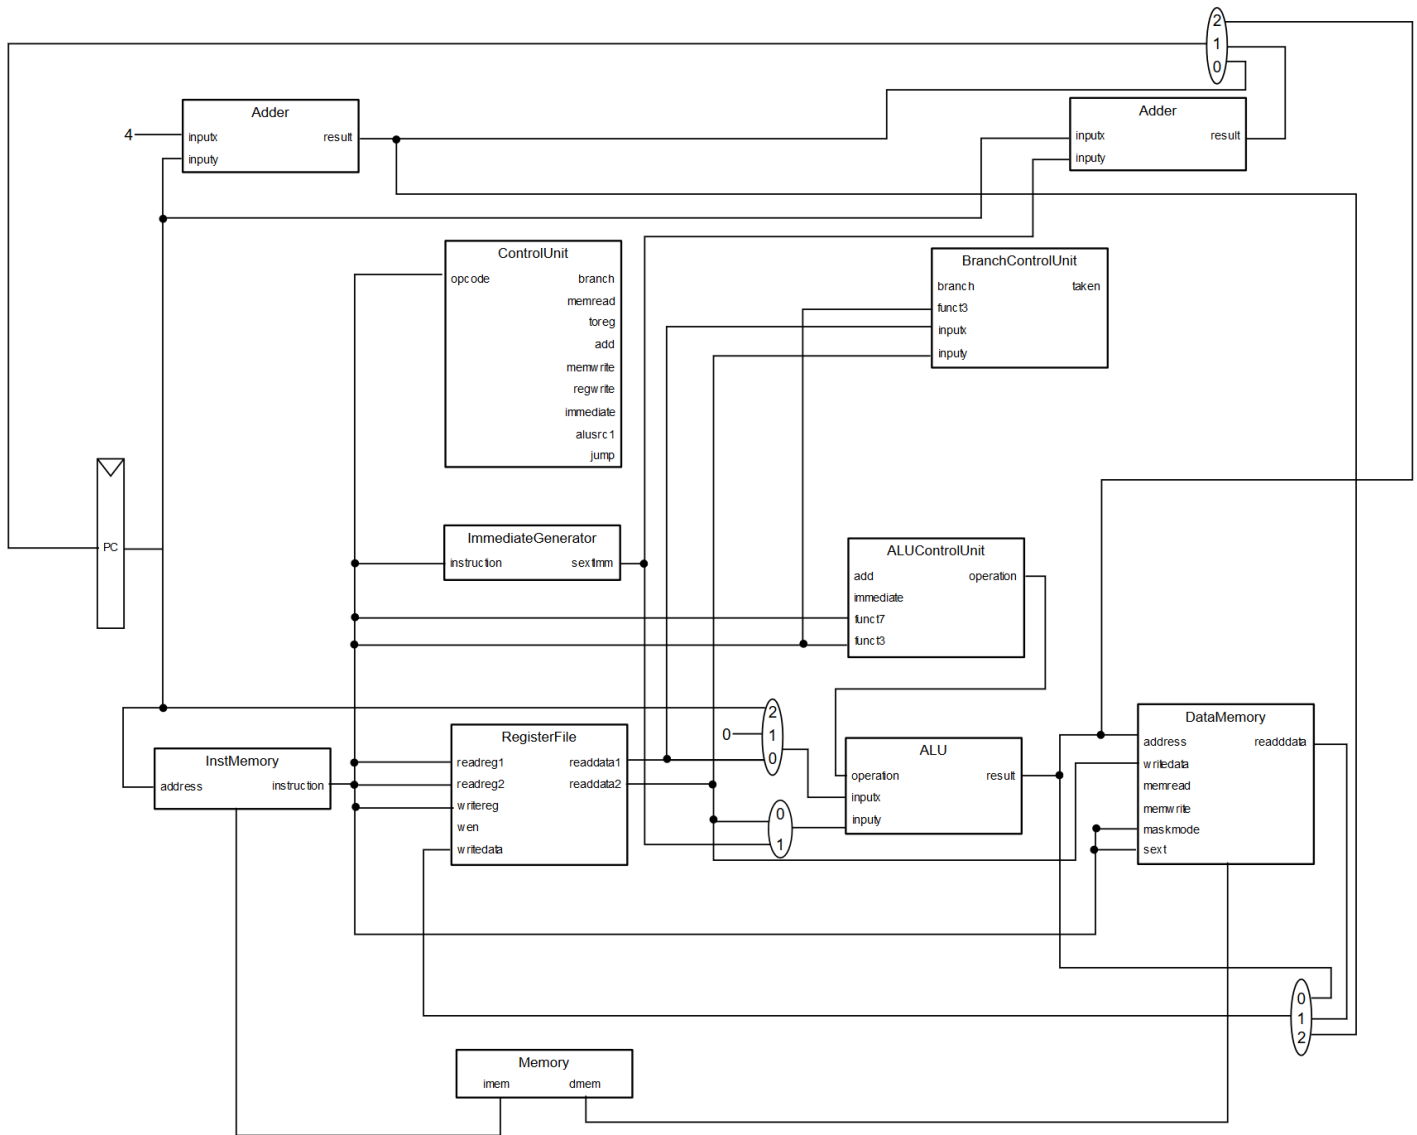 2
1
0
Adder
4
inputx
result
inputy
Adder
inputx
result
inputy
ControlUnit
opcode
branch
memread
toreg
add
memwrite
regwrite
immediate
alusrc1
jump
BranchControlUnit
branch
taken
funct3
inputx
inputy
PC
ImmediateGenerator
instruction
sextImm
ALUControlUnit
add
operation
immediate
funct7
funct3
InstMemory
address
instruction
RegisterFile
readreg1
readdata1
readreg2
readdata2
writereg
wen
writedata
2
0
1
0
0
1
ALU
operation
result
inputx
inputy
DataMemory
address
readddata
writedata
memread
memwrite
maskmode
sext
0
1
2
Memory
imem
dmem